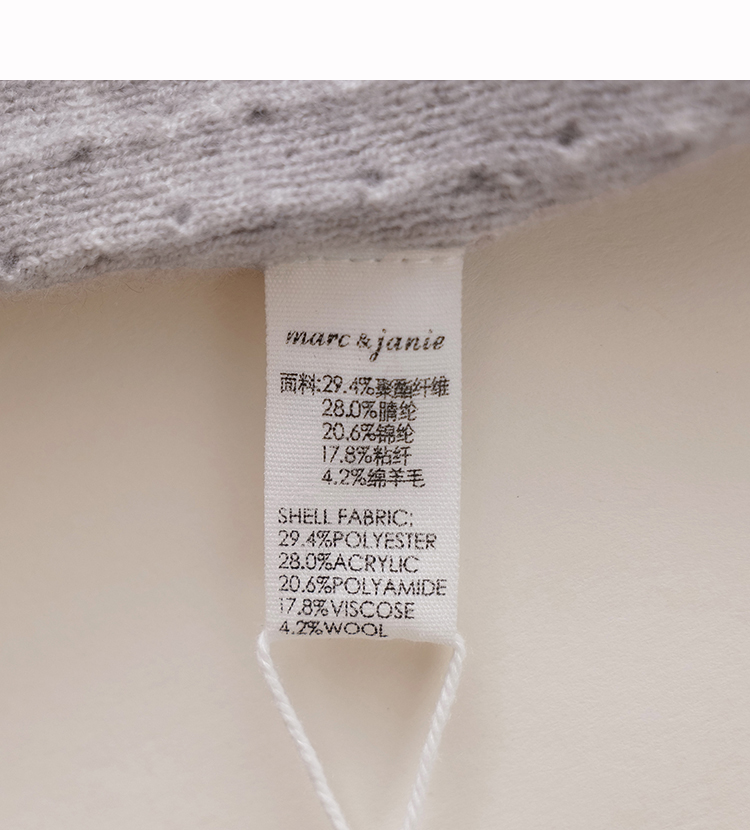 marc & janie
面料:29.4%聚酯纤维
28.0%腈纶
20.6%锦纶
17.8%粘纤
4.2%绵羊毛
SHELL FABRIC:
29.4%POLYESTER
28.0%ACRYLIC
20.6%POLYAMIDE
17.8%VISCOSE
4.2%WOOL